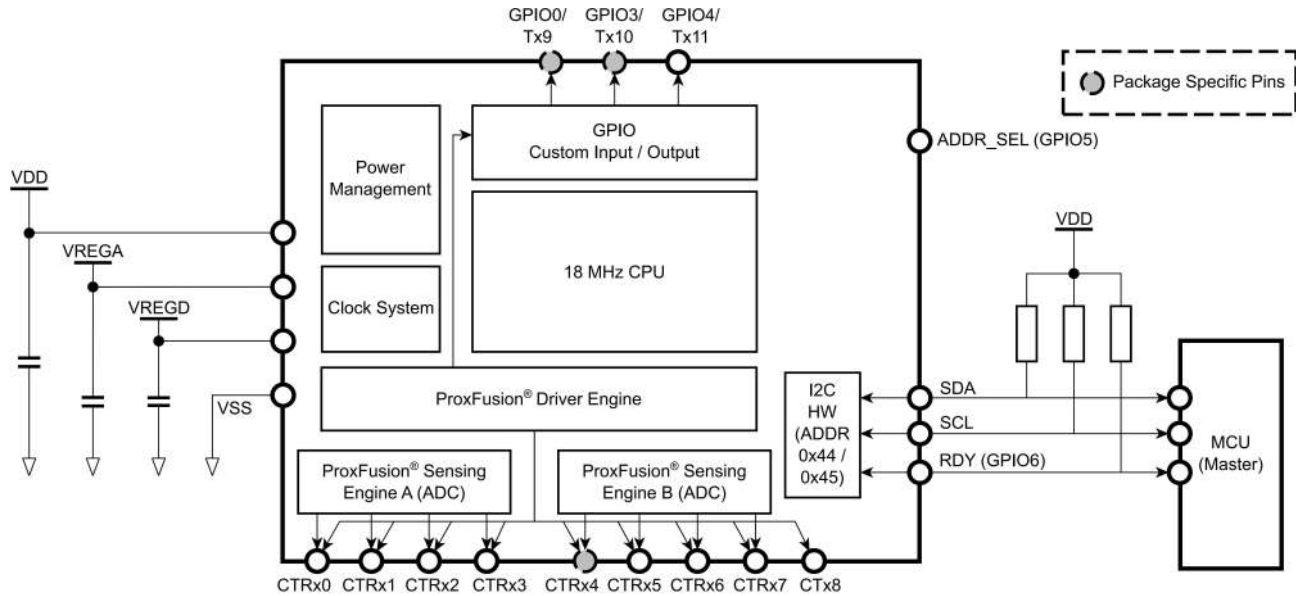 GPIO0/
Tx9
GPIO3/
Tx10
GPIO4/
Tx11
Package Specific Pins
GPIO
Custom Input / Output
ADDR_SEL (GPIO5)
Power
Management
VDD
VDD
VREGA
18 MHz CPU
Clock System
VREGD
ProxFusion® Driver Engine
VSS
I2C
HW
(ADDR
0x44 /
0x45)
SDA
SCL
RDY (GPIO6)
MCU
(Master)
ProxFusion® Sensing
Engine A (ADC)
ProxFusion® Sensing
Engine B (ADC)
CTRx0
CTRx1
CTRx2
CTRx3
CTRx4
CTRx5
CTRx6
CTRx7
CTx8